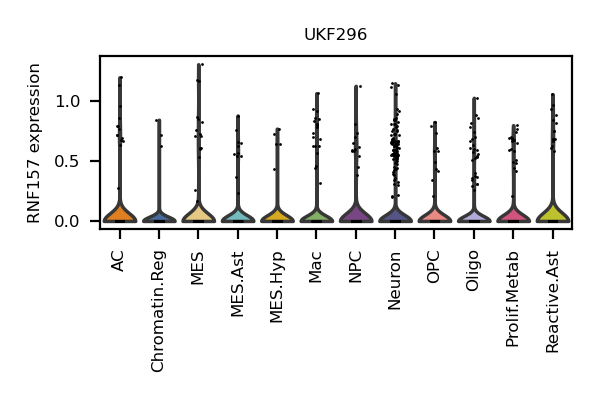 UKF296
RNF157 expression
1.0
0.5
0.0
AC
Chromatin.Reg
MES
MES.Ast
MES.Hyp
Mac
NPC
Neuron
OPC
Oligo
Prolif.Metab
Reactive.Ast